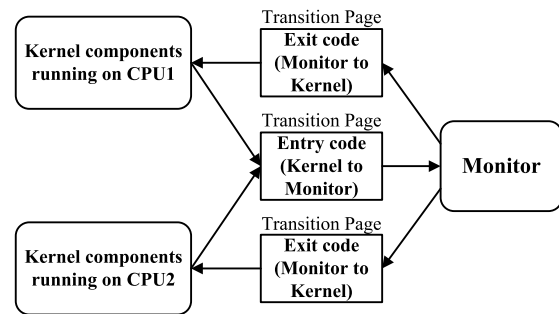 Transition Page
Exit code
(Monitor to
Kernel)
Kernel components
running on CPU1
Transition Page
Entry code
(Kernel to
Monitor)
Monitor
Transition Page
Exit code
(Monitor to
Kernel)
Kernel components
running on CPU2